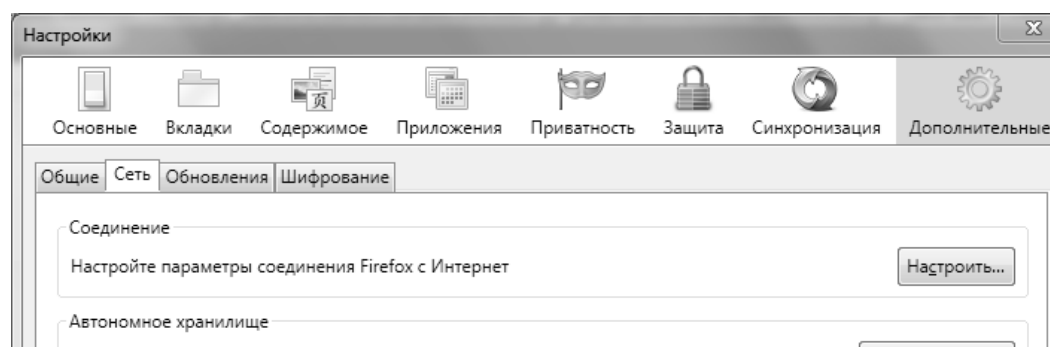 Настройки
页
Основные Вкладки Содержимое Приложения Приватность Защита Синхронизация Дополнительные
Общие Сеть Обновления Шифрование
Соединение
Настройте параметры соединения Firefox с Интернет Настроить...
Автономное хранилище